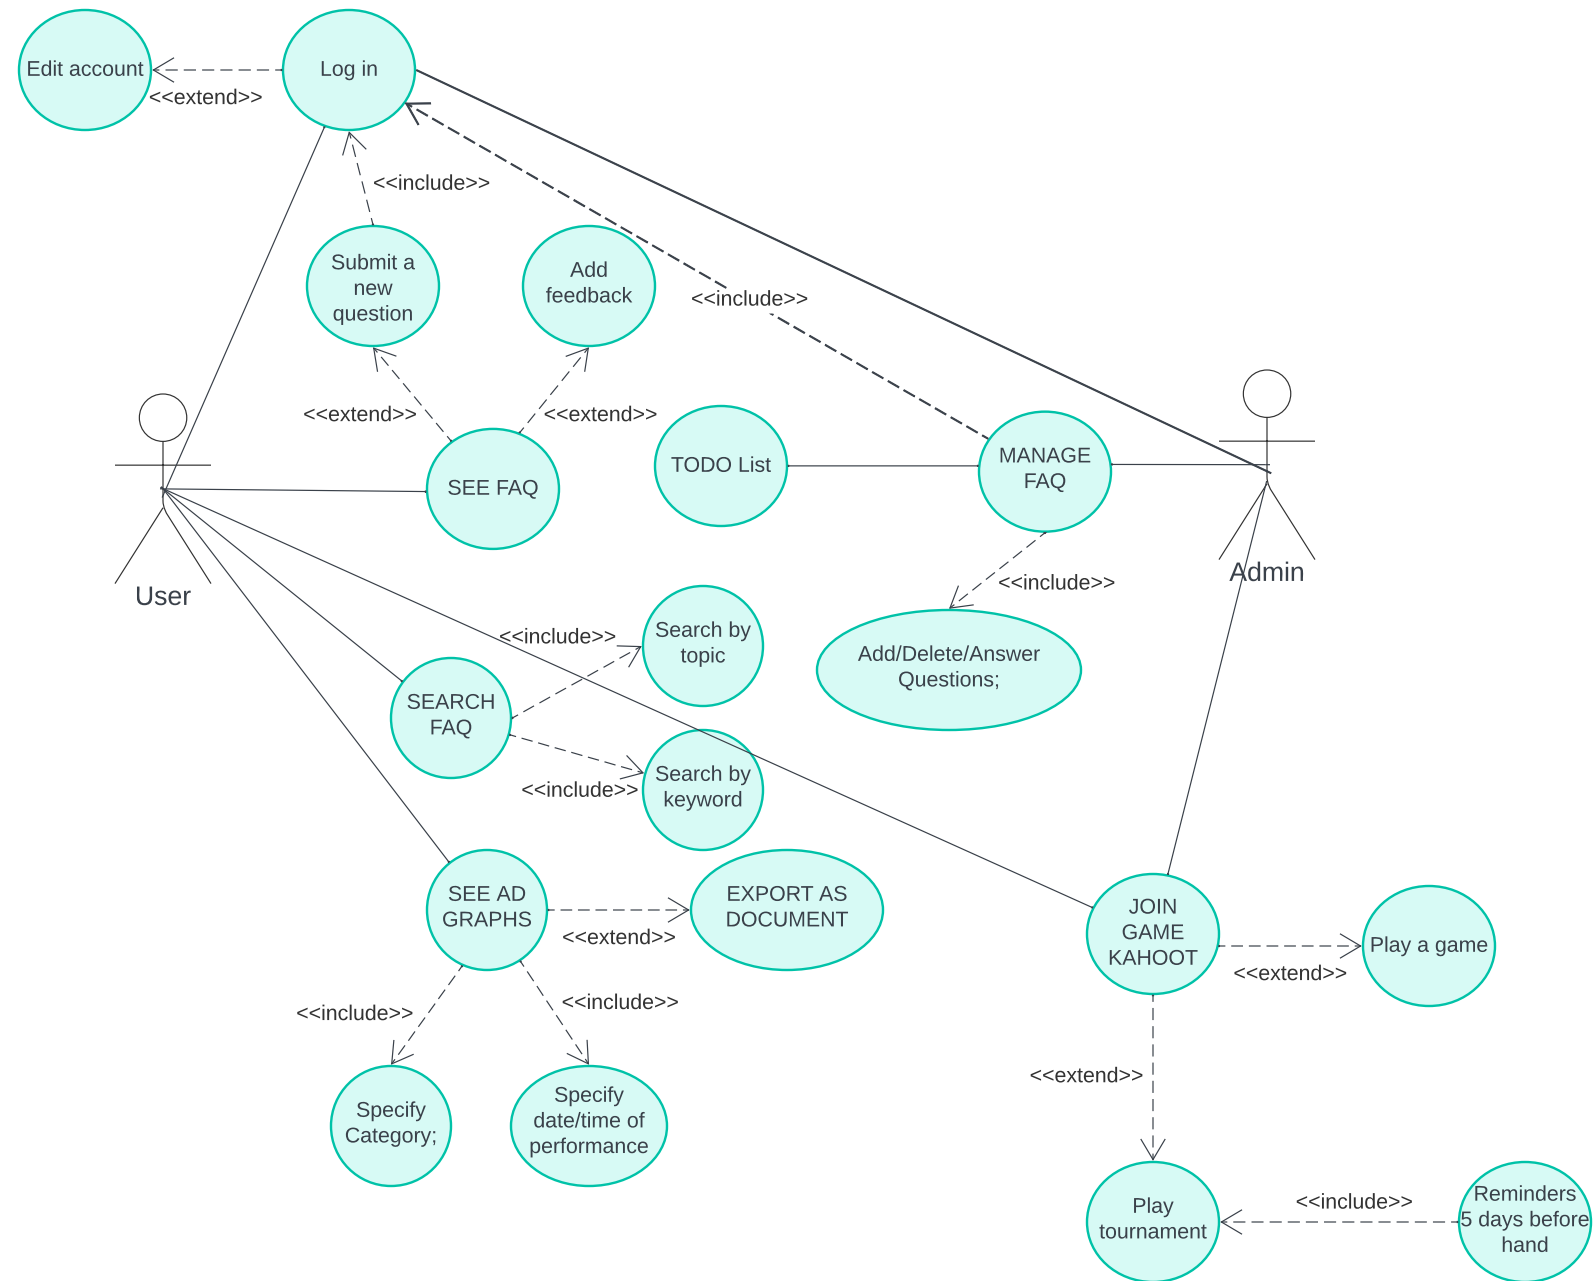 Edit account
Log in
<<extend>>
<<include>>
Submit a
new
question
Add
feedback
<<include>>
<<extend>>
<<extend>>
SEE FAQ
TODO List
MANAGE
FAQ
<<include>>
User
Admin
<<include>>
Search by
topic
Add/Delete/Answer
Questions;
SEARCH
FAQ
<<include>>
Search by
keyword
SEE AD
GRAPHS
<<extend>>
EXPORT AS
DOCUMENT
JOIN
GAME
KAHOOT
<<extend>>
Play a game
<<include>>
<<include>>
<<extend>>
Specify
Category;
Specify
date/time of
performance
Play
tournament
<<include>>
Reminders
5 days before
hand